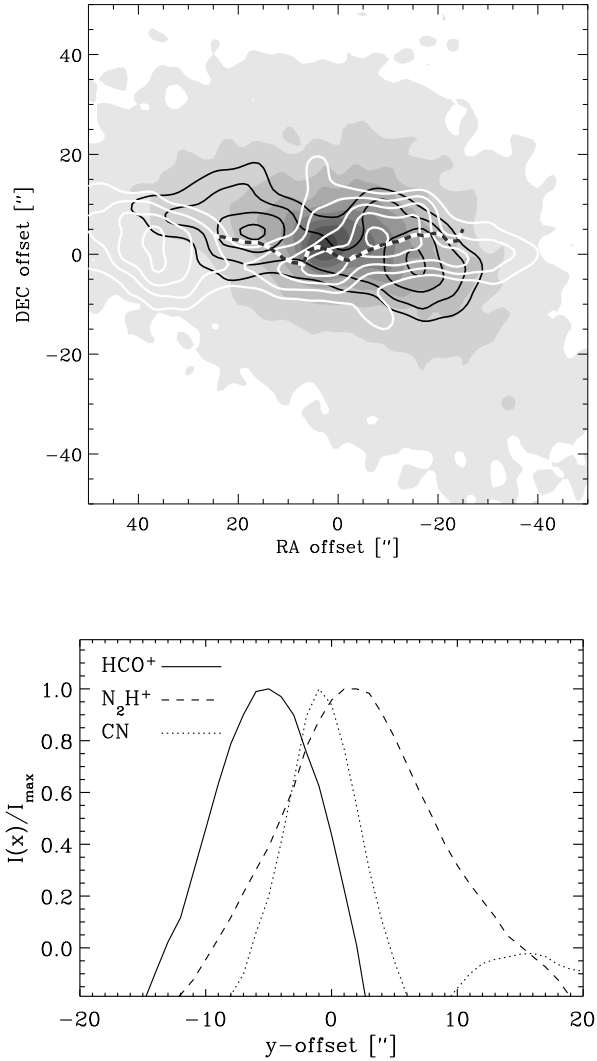 40
20
0
−20
−40
DEC offset [″]
40 20 0 −20 −40
RA offset [″]
HCO⁺
N₂H⁺
CN
1.0
0.8
0.6
0.4
0.2
0.0
I(x)/Iₘₐₓ
−20 −10 0 10 20
y−offset [″]